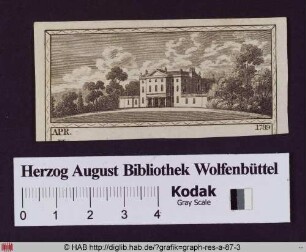 APR. 1789
Herzog August Bibliothek Wolfenbüttel
Kodak
Gray Scale
0 1 2 3 4
© HAB http://diglib.hab.de/?grafik=graph-res-a-87-3